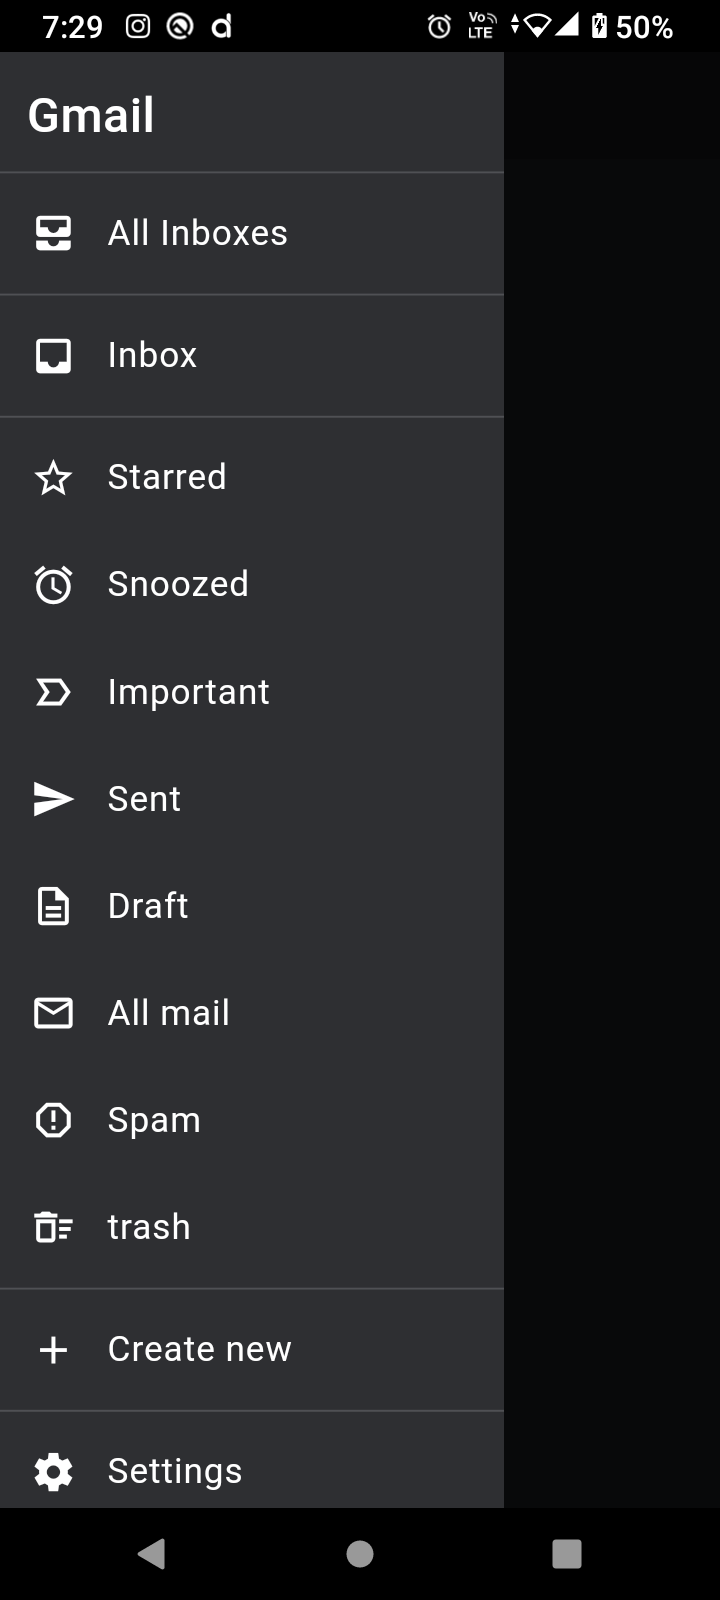 7:29 Vo LTE 50%
Gmail
All Inboxes
Inbox
Starred
Snoozed
Important
Sent
Draft
All mail
Spam
trash
Create new
Settings